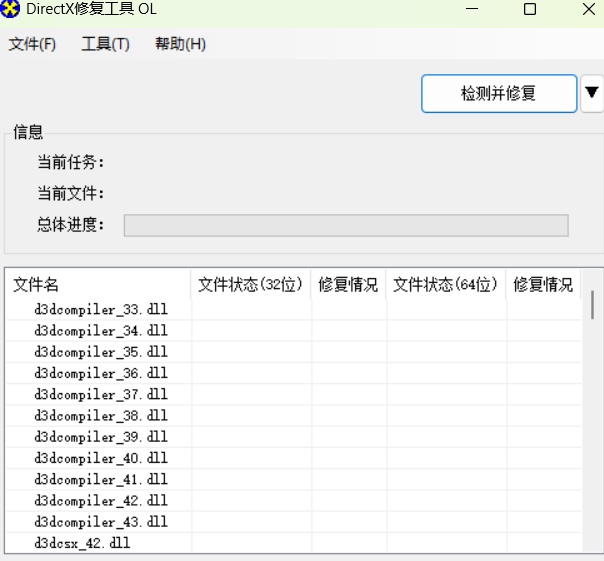 DirectX修复工具 OL
文件(F) 工具(T) 帮助(H)
检测并修复
信息
当前任务:
当前文件:
总体进度:
文件名 文件状态(32位) 修复情况 文件状态(64位) 修复情况
d3dcompiler_33.dll
d3dcompiler_34.dll
d3dcompiler_35.dll
d3dcompiler_36.dll
d3dcompiler_37.dll
d3dcompiler_38.dll
d3dcompiler_39.dll
d3dcompiler_40.dll
d3dcompiler_41.dll
d3dcompiler_42.dll
d3dcompiler_43.dll
d3dcsx_42.dll